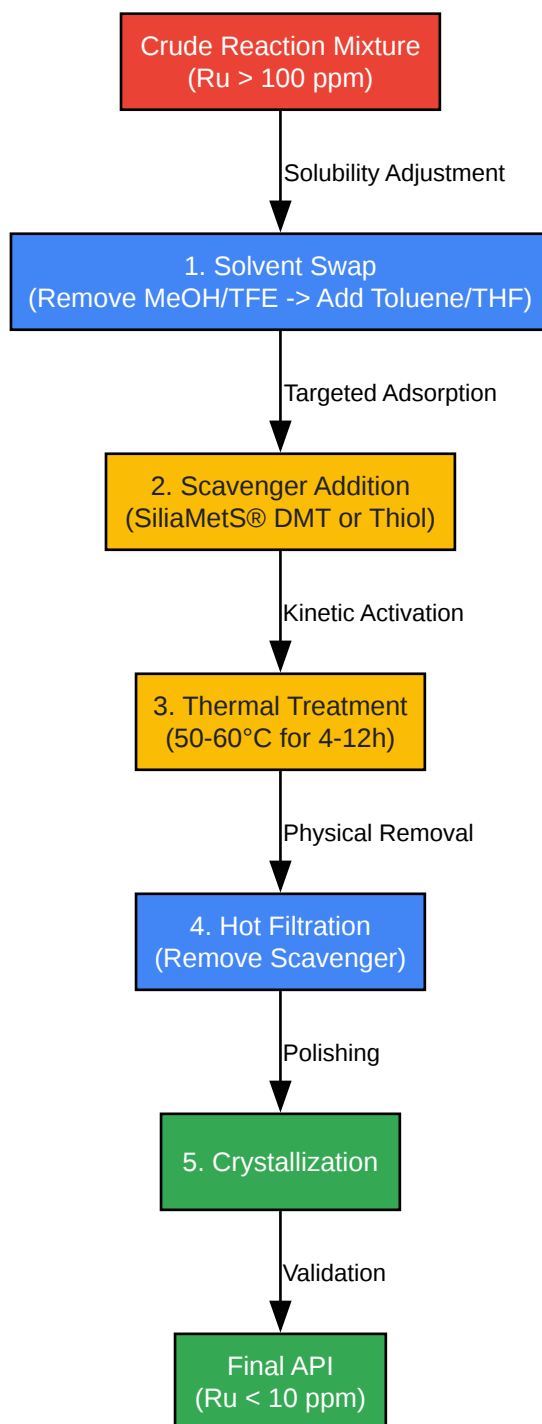 Crude Reaction Mixture
(Ru > 100 ppm)
Solubility Adjustment
1. Solvent Swap
(Remove MeOH/TFE -> Add Toluene/THF)
Targeted Adsorption
2. Scavenger Addition
(SiliaMetS® DMT or Thiol)
Kinetic Activation
3. Thermal Treatment
(50-60°C for 4-12h)
Physical Removal
4. Hot Filtration
(Remove Scavenger)
Polishing
5. Crystallization
Validation
Final API
(Ru < 10 ppm)